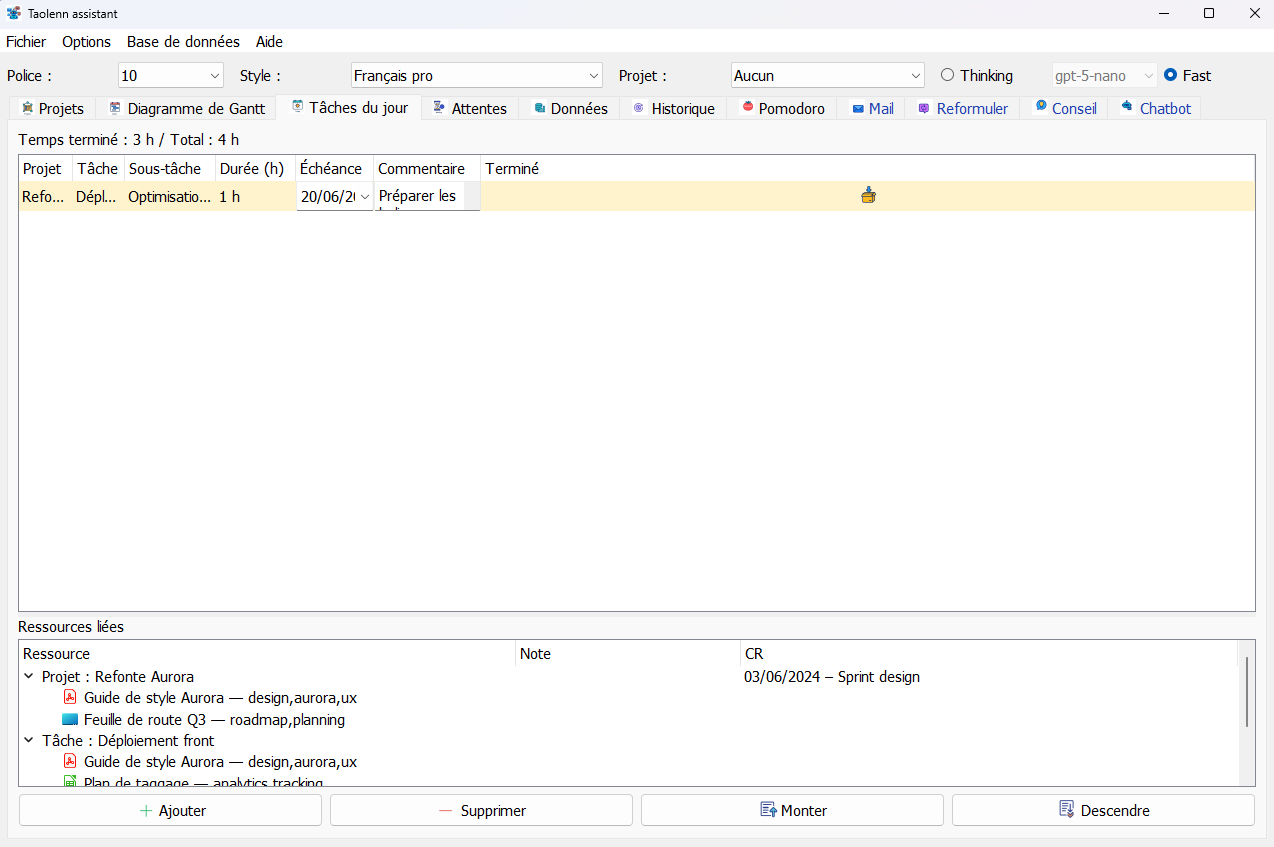 Taolenn assistant
Fichier Options Base de données Aide
Police : 10 Style : Français pro Projet : Aucun Thinking gpt-5-nano Fast
Projets Diagramme de Gantt Tâches du jour Attentes Données Historique Pomodoro Mail Reformuler Conseil Chatbot
Temps terminé : 3 h / Total : 4 h
Projet Tâche Sous-tâche Durée (h) Échéance Commentaire Terminé
Refo... Dépl... Optimisatio... 1 h 20/06/20 Préparer les
Ressources liées
Ressource Note CR
Projet : Refonte Aurora 03/06/2024 – Sprint design
Guide de style Aurora — design,aurora,ux
Feuille de route Q3 — roadmap,planning
Tâche : Déploiement front
Guide de style Aurora — design,aurora,ux
Plan de taggage — analytics,tracking
Ajouter Supprimer Monter Descendre